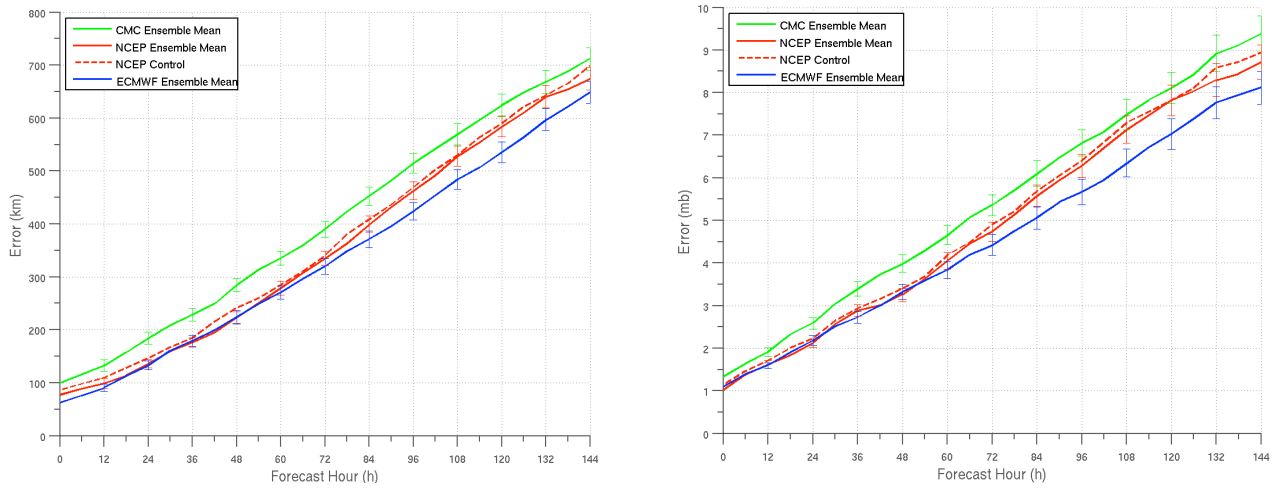 800
700
600
500
400
300
200
100
0
Error (km)
CMC Ensemble Mean
NCEP Ensemble Mean
NCEP Control
ECMWF Ensemble Mean
0 12 24 36 48 60 72 84 96 108 120 132 144
Forecast Hour (h)
10
9
8
7
6
5
4
3
2
1
0
Error (mb)
CMC Ensemble Mean
NCEP Ensemble Mean
NCEP Control
ECMWF Ensemble Mean
0 12 24 36 48 60 72 84 96 108 120 132 144
Forecast Hour (h)